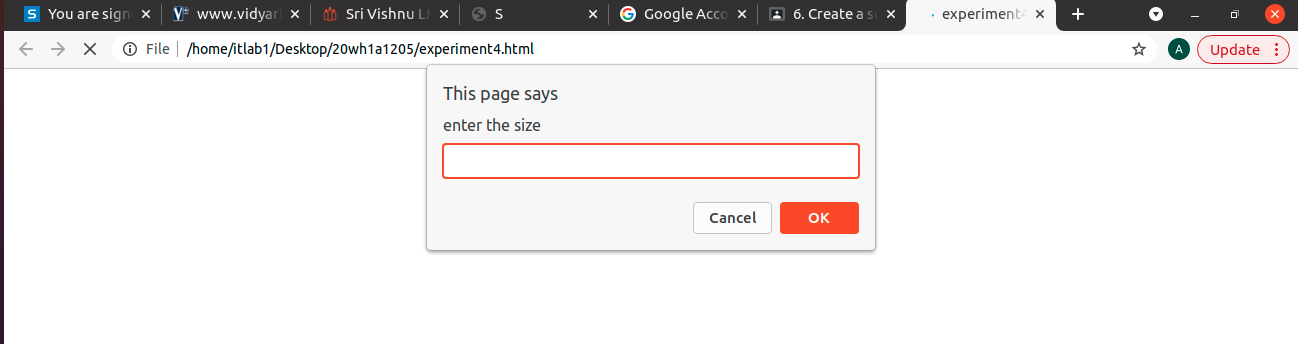 You are sign
www.vidyar
Sri Vishnu L
S
Google Acco
6. Create a s
experiment4
File
/home/itlab1/Desktop/20wh1a1205/experiment4.html
A
Update
This page says
enter the size
Cancel
OK